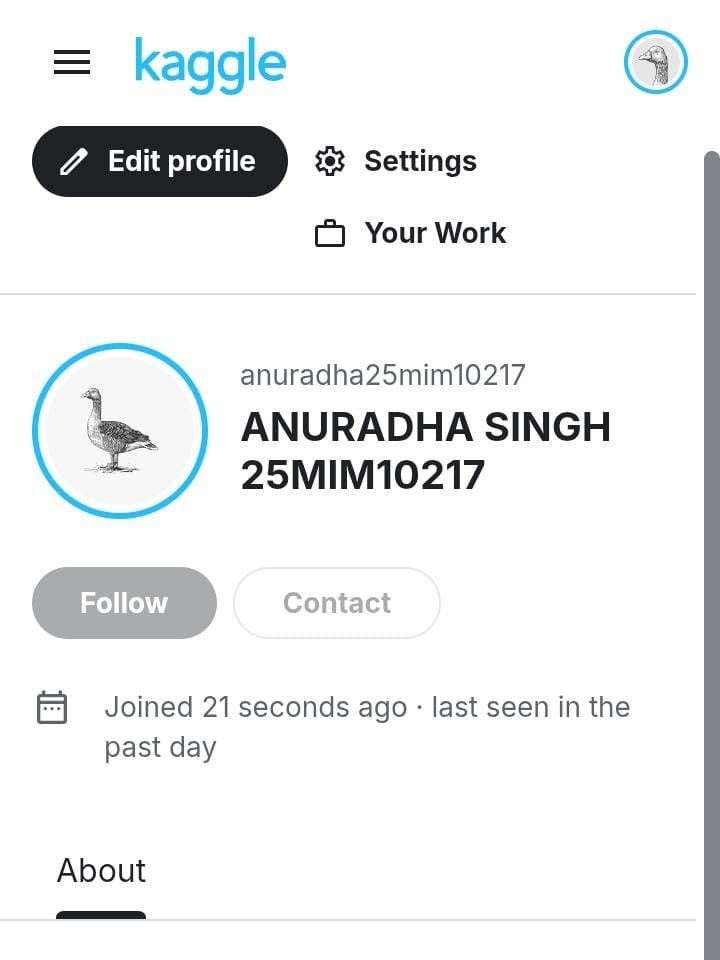 kaggle
Edit profile
Settings
Your Work
anuradha25mim10217
ANURADHA SINGH
25MIM10217
Follow
Contact
Joined 21 seconds ago · last seen in the
past day
About